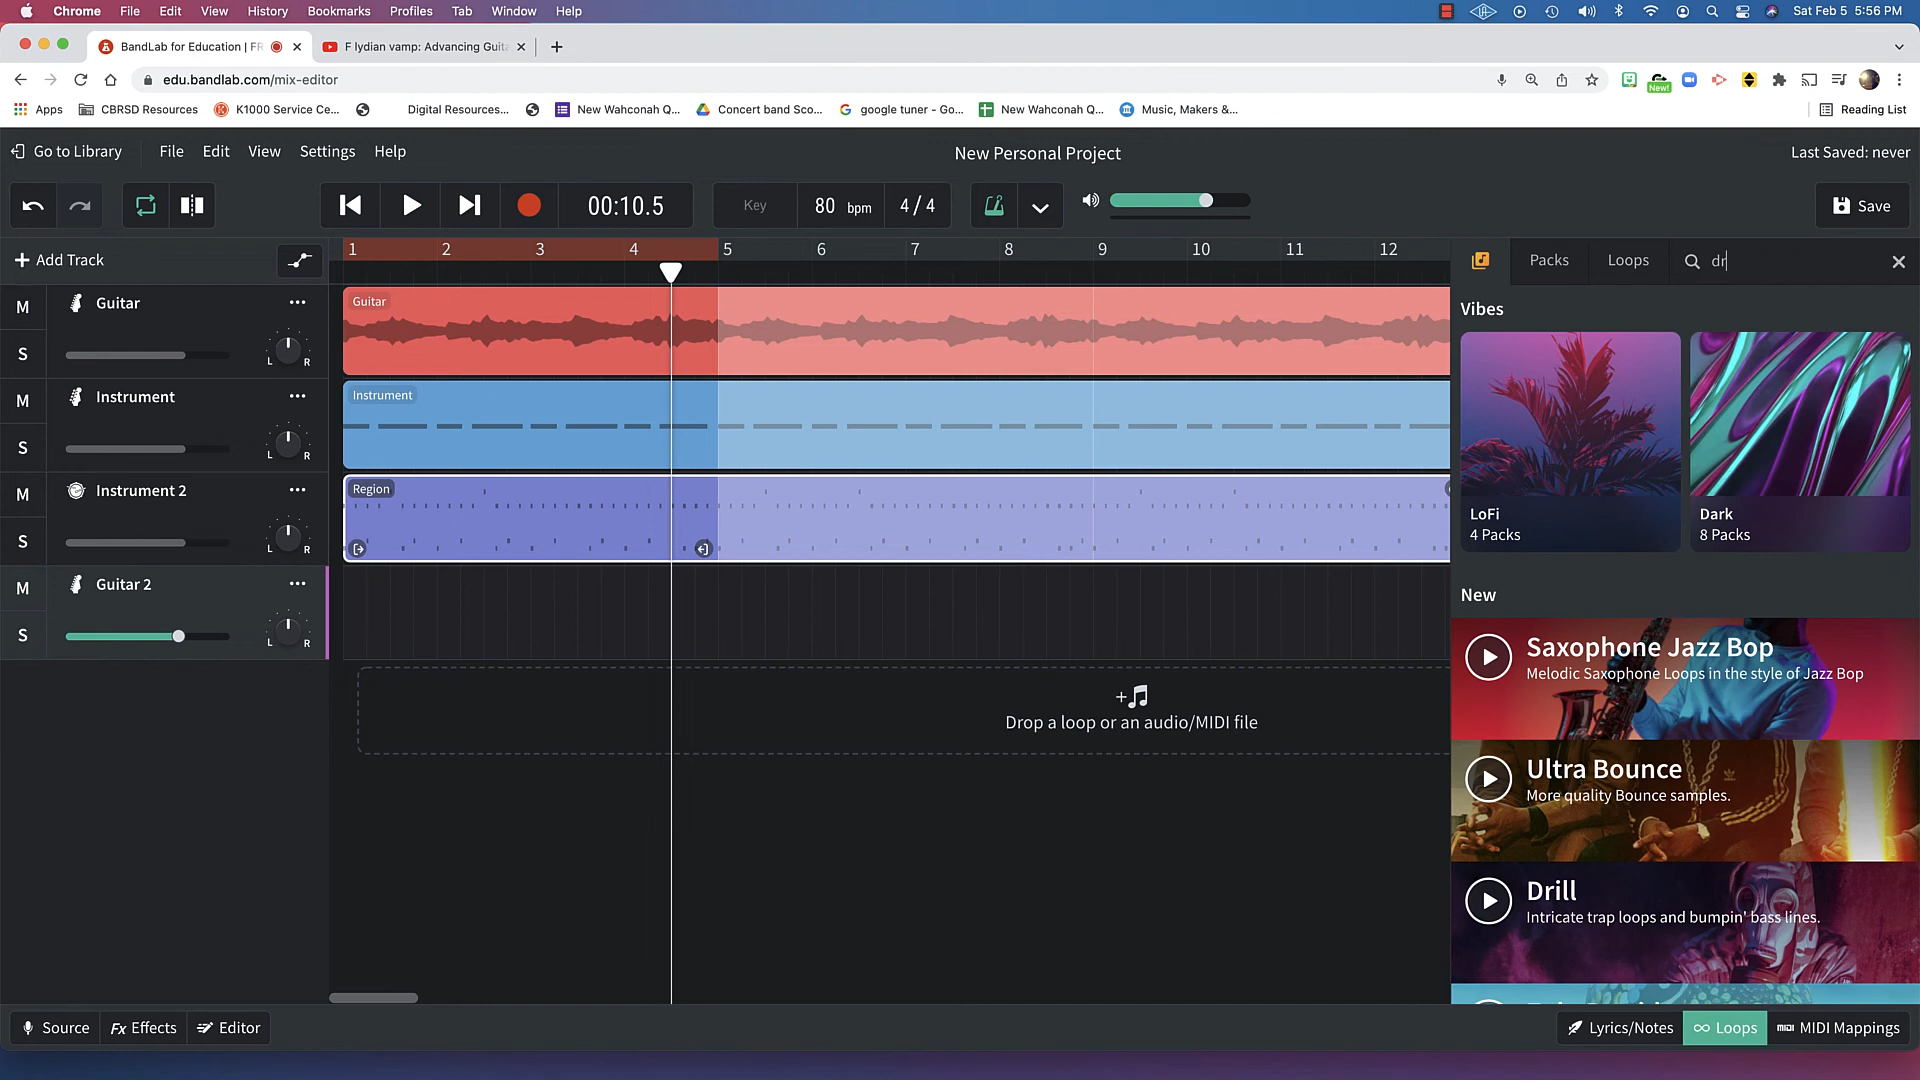 Chrome File Edit View History Bookmarks Profiles Tab Window Help Sat Feb 5 5:56 PM
BandLab for Education | FR F lydian vamp: Advancing Guita
edu.bandlab.com/mix-editor New!
Apps CBRSD Resources K1000 Service Ce... Digital Resources... New Wahconah Q... Concert band Sco... google tuner - Go... New Wahconah Q... Music, Makers &... Reading List
Go to Library File Edit View Settings Help New Personal Project Last Saved: never
00:10.5 Key 80 bpm 4 / 4 Save
Add Track 1 2 3 4 5 6 7 8 9 10 11 12 Packs Loops dr
M Guitar Guitar Vibes
S L R
M Instrument Instrument
S L R
M Instrument 2 Region
LoFi Dark
4 Packs 8 Packs
S L R
M Guitar 2 New
S L R
Saxophone Jazz Bop
Melodic Saxophone Loops in the style of Jazz Bop
Drop a loop or an audio/MIDI file
Ultra Bounce
More quality Bounce samples.
Drill
Intricate trap loops and bumpin' bass lines.
Source Fx Effects Editor Lyrics/Notes Loops MIDI Mappings